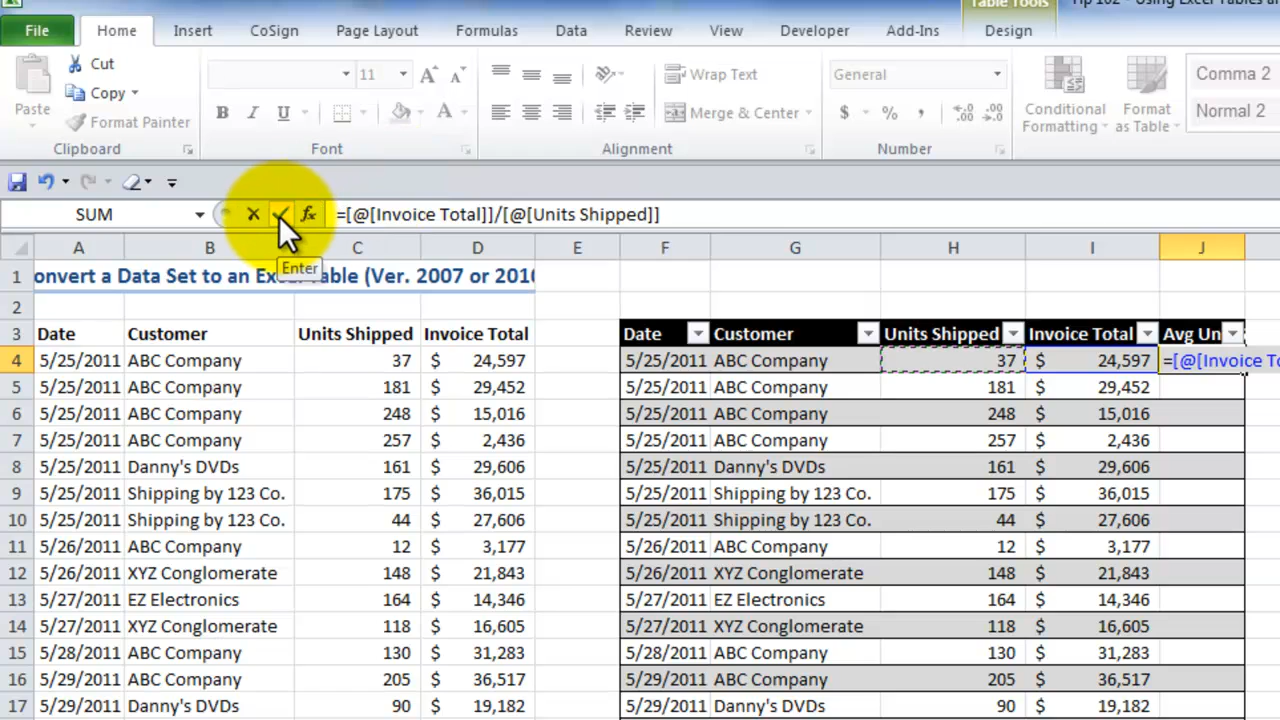 Table Tools
Tip 102 - Using Excel Tables
File Home Insert CoSign Page Layout Formulas Data Review View Developer Add-Ins Design
Paste
Cut
Copy
Format Painter
Clipboard
11
Font
Wrap Text
Merge & Center
Alignment
General
$ % ,
Number
Conditional Formatting
Format as Table
Comma 2
Normal 2
SUM
=[@[Invoice Total]]/[@[Units Shipped]]
Enter
A B C D E F G H I J
1 onvert a Data Set to an Excel Table (Ver. 2007 or 2010
2
3 Date Customer Units Shipped Invoice Total Date Customer Units Shipped Invoice Total Avg Un
4 5/25/2011 ABC Company 37 $ 24,597 5/25/2011 ABC Company 37 $ 24,597 =[@[Invoice To
5 5/25/2011 ABC Company 181 $ 29,452 5/25/2011 ABC Company 181 $ 29,452
6 5/25/2011 ABC Company 248 $ 15,016 5/25/2011 ABC Company 248 $ 15,016
7 5/25/2011 ABC Company 257 $ 2,436 5/25/2011 ABC Company 257 $ 2,436
8 5/25/2011 Danny's DVDs 161 $ 29,606 5/25/2011 Danny's DVDs 161 $ 29,606
9 5/25/2011 Shipping by 123 Co. 175 $ 36,015 5/25/2011 Shipping by 123 Co. 175 $ 36,015
10 5/25/2011 Shipping by 123 Co. 44 $ 27,606 5/25/2011 Shipping by 123 Co. 44 $ 27,606
11 5/26/2011 ABC Company 12 $ 3,177 5/26/2011 ABC Company 12 $ 3,177
12 5/26/2011 XYZ Conglomerate 148 $ 21,843 5/26/2011 XYZ Conglomerate 148 $ 21,843
13 5/27/2011 EZ Electronics 164 $ 14,346 5/27/2011 EZ Electronics 164 $ 14,346
14 5/27/2011 XYZ Conglomerate 118 $ 16,605 5/27/2011 XYZ Conglomerate 118 $ 16,605
15 5/28/2011 ABC Company 130 $ 31,283 5/28/2011 ABC Company 130 $ 31,283
16 5/29/2011 ABC Company 205 $ 36,517 5/29/2011 ABC Company 205 $ 36,517
17 5/29/2011 Danny's DVDs 90 $ 19,182 5/29/2011 Danny's DVDs 90 $ 19,182